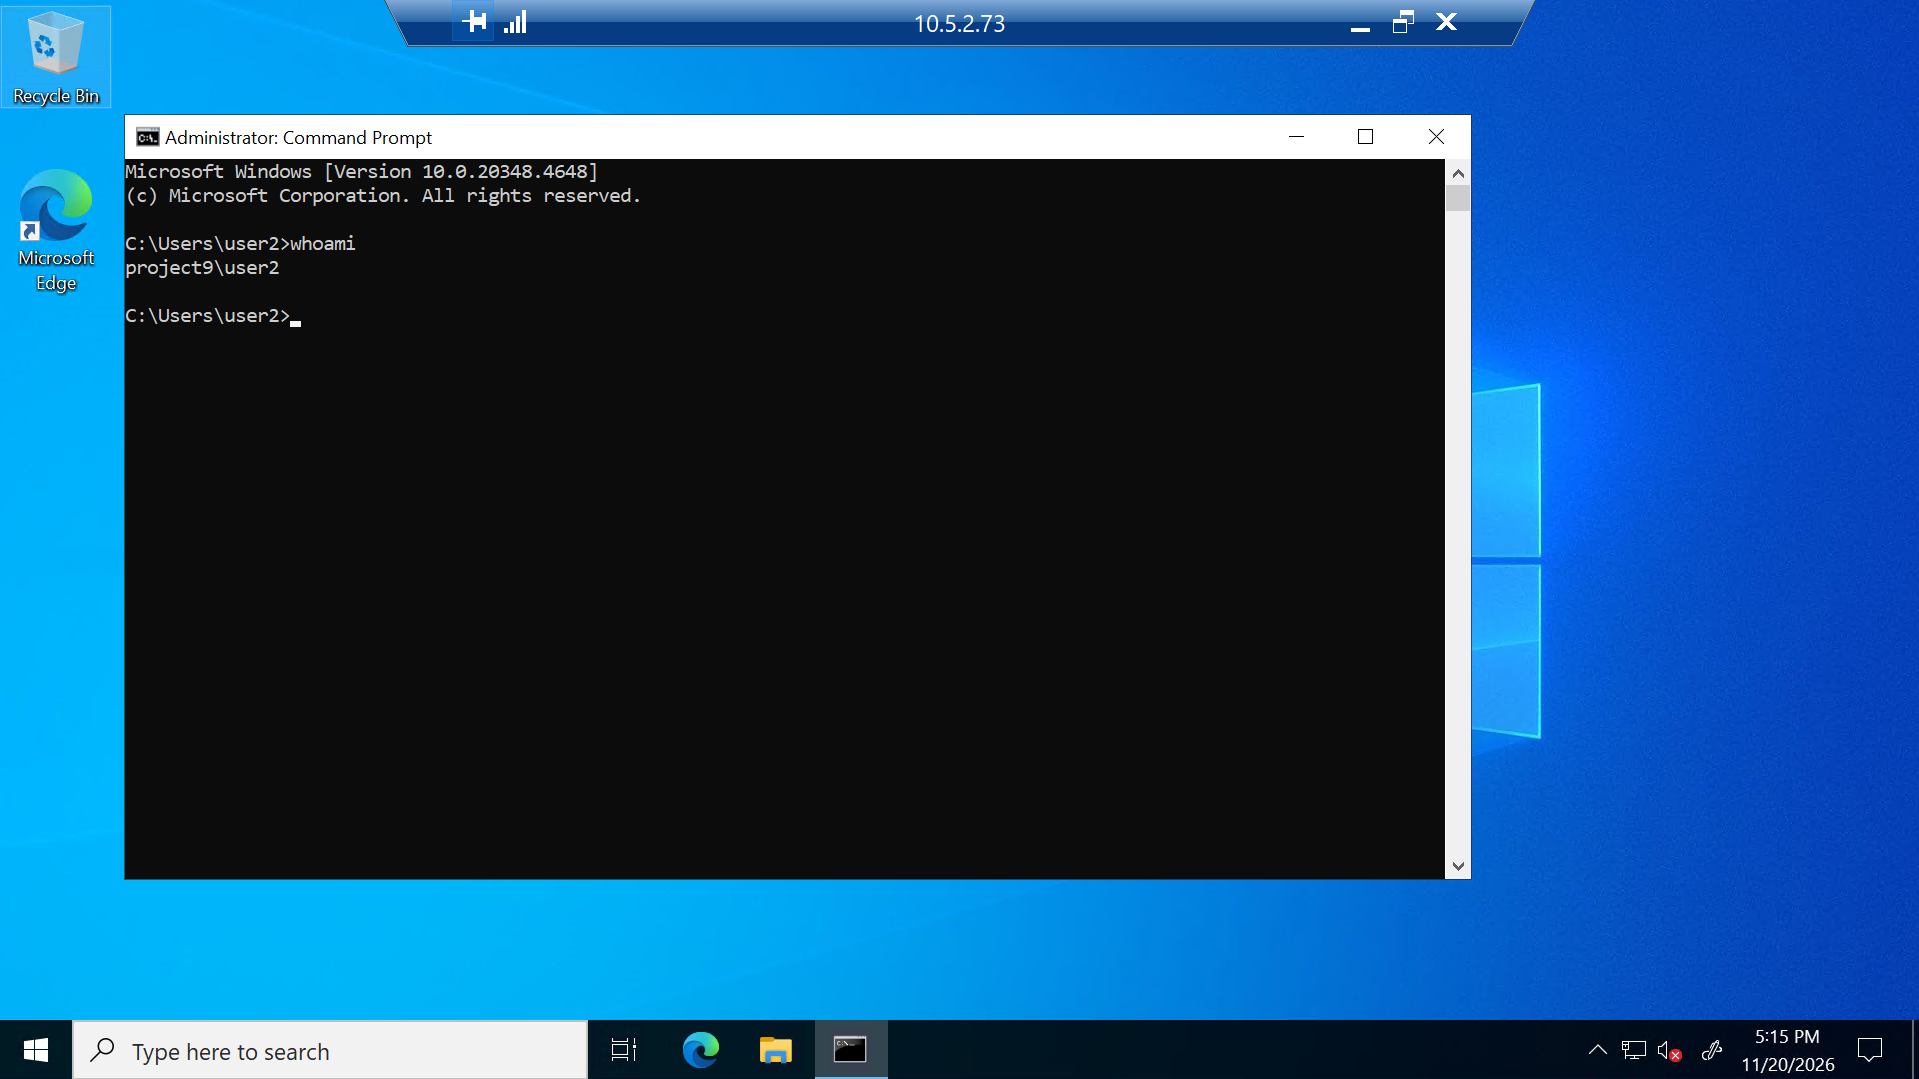 10.5.2.73
Recycle Bin
Microsoft
Edge
Administrator: Command Prompt
Microsoft Windows [Version 10.0.20348.4648]
(c) Microsoft Corporation. All rights reserved.
C:\Users\user2>whoami
project9\user2
C:\Users\user2>
Type here to search
5:15 PM
11/20/2026